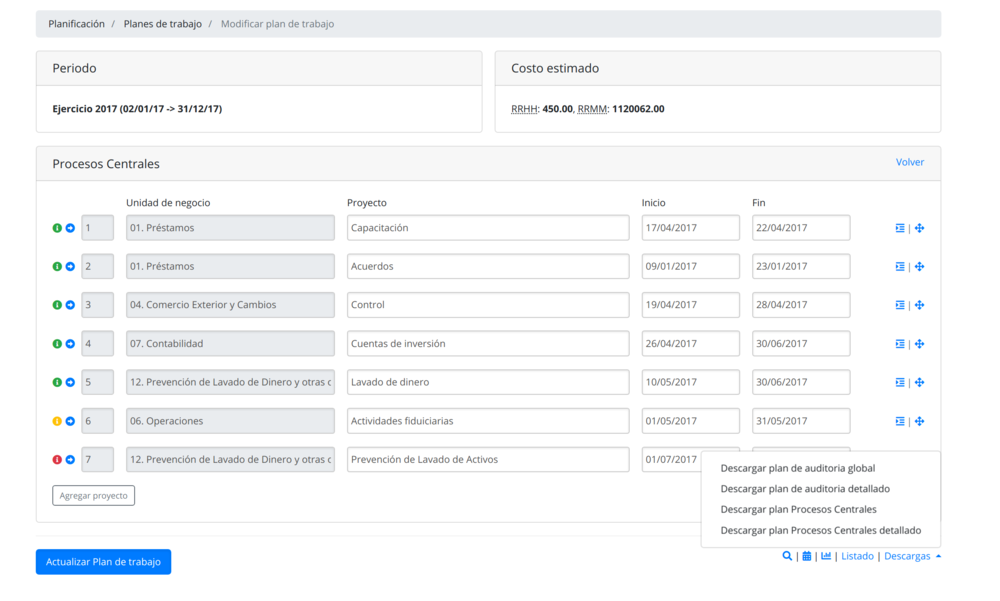 Planificación / Planes de trabajo / Modificar plan de trabajo
Periodo
Ejercicio 2017 (02/01/17 -> 31/12/17)
Costo estimado
RRHH: 450.00, RRMM: 1120062.00
Procesos Centrales Volver
Unidad de negocio Proyecto Inicio Fin
1 01. Préstamos Capacitación 17/04/2017 22/04/2017 |
2 01. Préstamos Acuerdos 09/01/2017 23/01/2017 |
3 04. Comercio Exterior y Cambios Control 19/04/2017 28/04/2017 |
4 07. Contabilidad Cuentas de inversión 26/04/2017 30/06/2017 |
5 12. Prevención de Lavado de Dinero y otras c Lavado de dinero 10/05/2017 30/06/2017 |
6 06. Operaciones Actividades fiduiciarias 01/05/2017 31/05/2017 |
7 12. Prevención de Lavado de Dinero y otras c Prevención de Lavado de Activos 01/07/2017
Agregar proyecto
Descargar plan de auditoria global
Descargar plan de auditoria detallado
Descargar plan Procesos Centrales
Descargar plan Procesos Centrales detallado
Actualizar Plan de trabajo
| | | Listado | Descargas